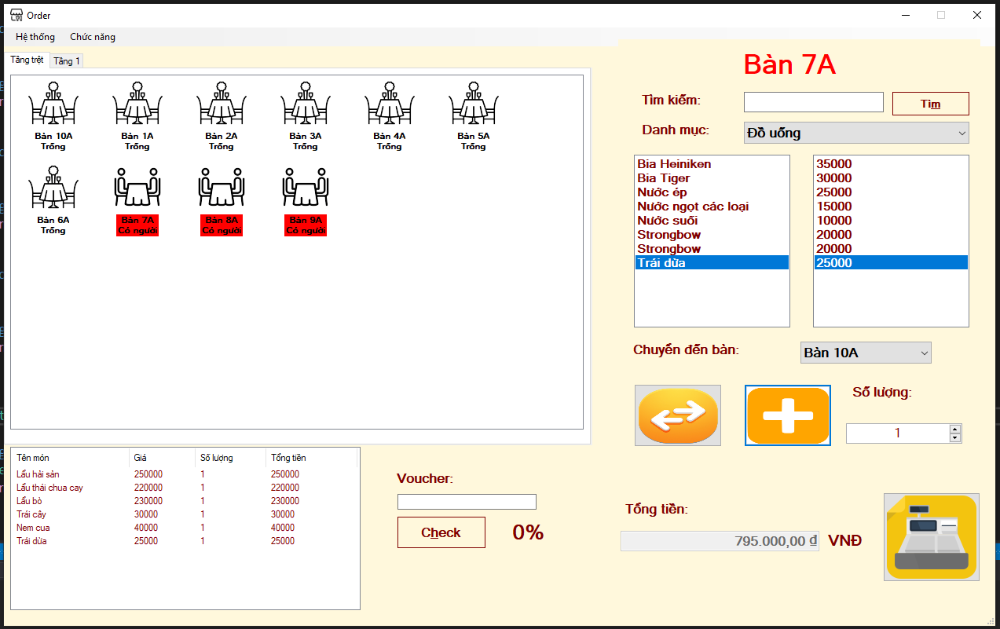 Order
Hệ thống Chức năng
Tầng trệt Tầng 1
Bàn 10A Bàn 1A Bàn 2A Bàn 3A Bàn 4A Bàn 5A
Trống Trống Trống Trống Trống Trống
Bàn 6A Bàn 7A Bàn 8A Bàn 9A
Trống Có người Có người Có người
Bàn 7A
Tìm kiếm: Tìm
Danh mục: Đồ uống
Bia Heiniken 35000
Bia Tiger 30000
Nước ép 25000
Nước ngọt các loại 15000
Nước suối 10000
Strongbow 20000
Strongbow 20000
Trái dừa 25000
Chuyển đến bàn: Bàn 10A
Số lượng:
1
Tên món Giá Số lượng Tổng tiền
Lẩu hải sản 250000 1 250000
Lẩu thái chua cay 220000 1 220000
Lẩu bò 230000 1 230000
Trái cây 30000 1 30000
Nem cua 40000 1 40000
Trái dừa 25000 1 25000
Voucher:
Check 0%
Tổng tiền:
795.000,00 ₫ VNĐ